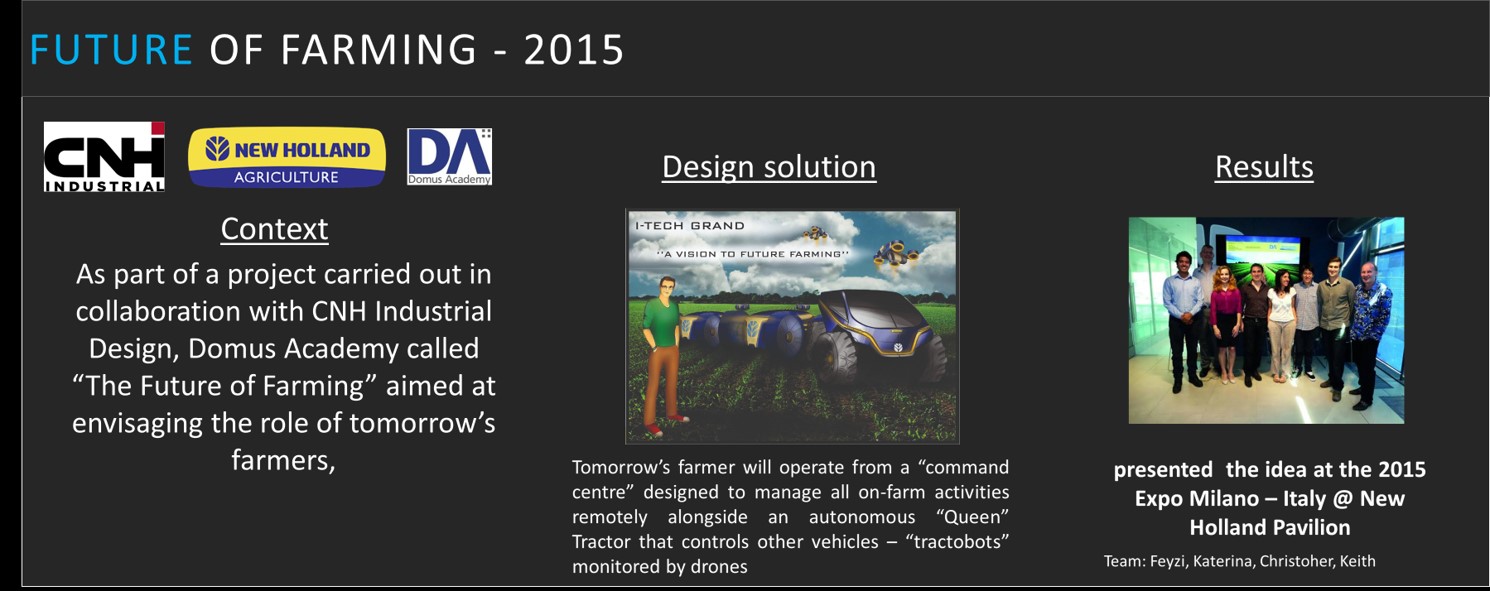 FUTURE OF FARMING - 2015
CNH
INDUSTRIAL
NEW HOLLAND
AGRICULTURE
DA
Domus Academy
Context
As part of a project carried out in
collaboration with CNH Industrial
Design, Domus Academy called
“The Future of Farming” aimed at
envisaging the role of tomorrow’s
farmers,
Design solution
I-TECH GRAND
''A VISION TO FUTURE FARMING''
Tomorrow’s farmer will operate from a “command
centre” designed to manage all on-farm activities
remotely alongside an autonomous “Queen”
Tractor that controls other vehicles – “tractobots”
monitored by drones
Results
presented the idea at the 2015
Expo Milano – Italy @ New
Holland Pavilion
Team: Feyzi, Katerina, Christoher, Keith